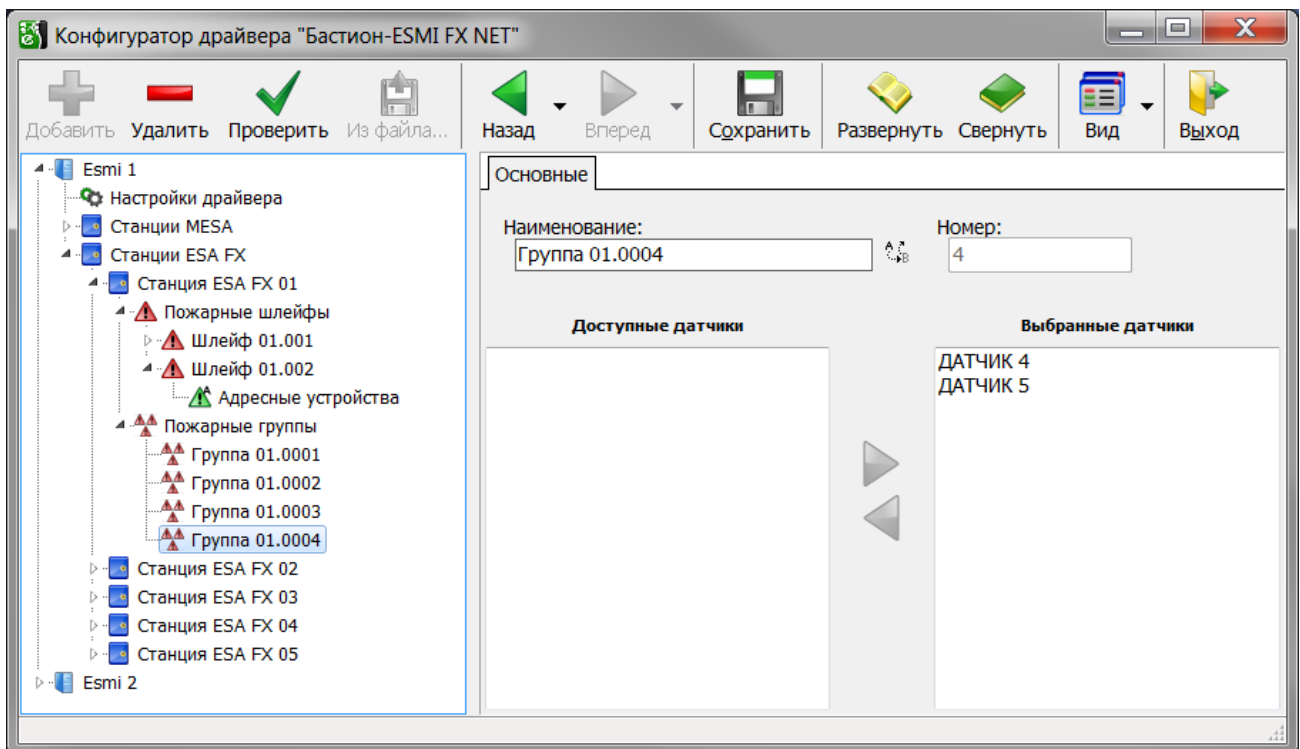 Конфигуратор драйвера "Бастион-ESMI FX NET"
Добавить Удалить Проверить Из файла... Назад Вперед Сохранить Развернуть Свернуть Вид Выход
Esmi 1
Настройки драйвера
Станции MESA
Станции ESA FX
Станция ESA FX 01
Пожарные шлейфы
Шлейф 01.001
Шлейф 01.002
Адресные устройства
Пожарные группы
Группа 01.0001
Группа 01.0002
Группа 01.0003
Группа 01.0004
Станция ESA FX 02
Станция ESA FX 03
Станция ESA FX 04
Станция ESA FX 05
Esmi 2
Основные
Наименование: Номер:
Группа 01.0004 4
Доступные датчики Выбранные датчики
ДАТЧИК 4
ДАТЧИК 5